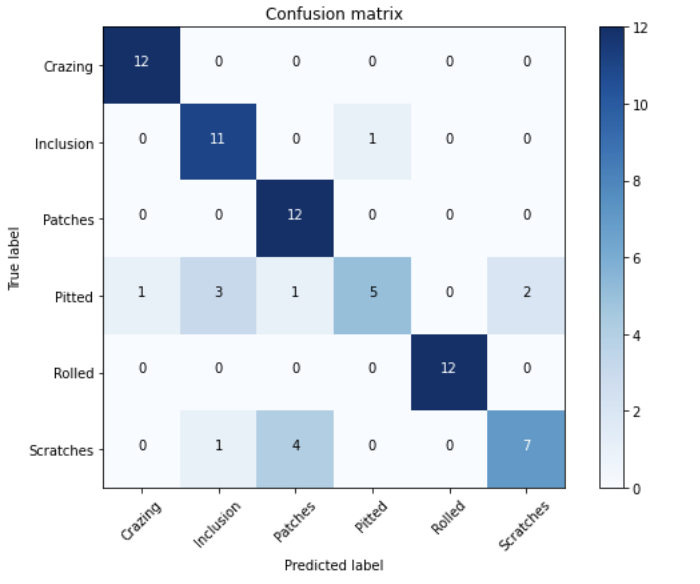 Confusion matrix
Crazing 12 0 0 0 0 0
Inclusion 0 11 0 1 0 0
Patches 0 0 12 0 0 0
Pitted 1 3 1 5 0 2
Rolled 0 0 0 0 12 0
Scratches 0 1 4 0 0 7
Crazing Inclusion Patches Pitted Rolled Scratches
True label
Predicted label
12
10
8
6
4
2
0